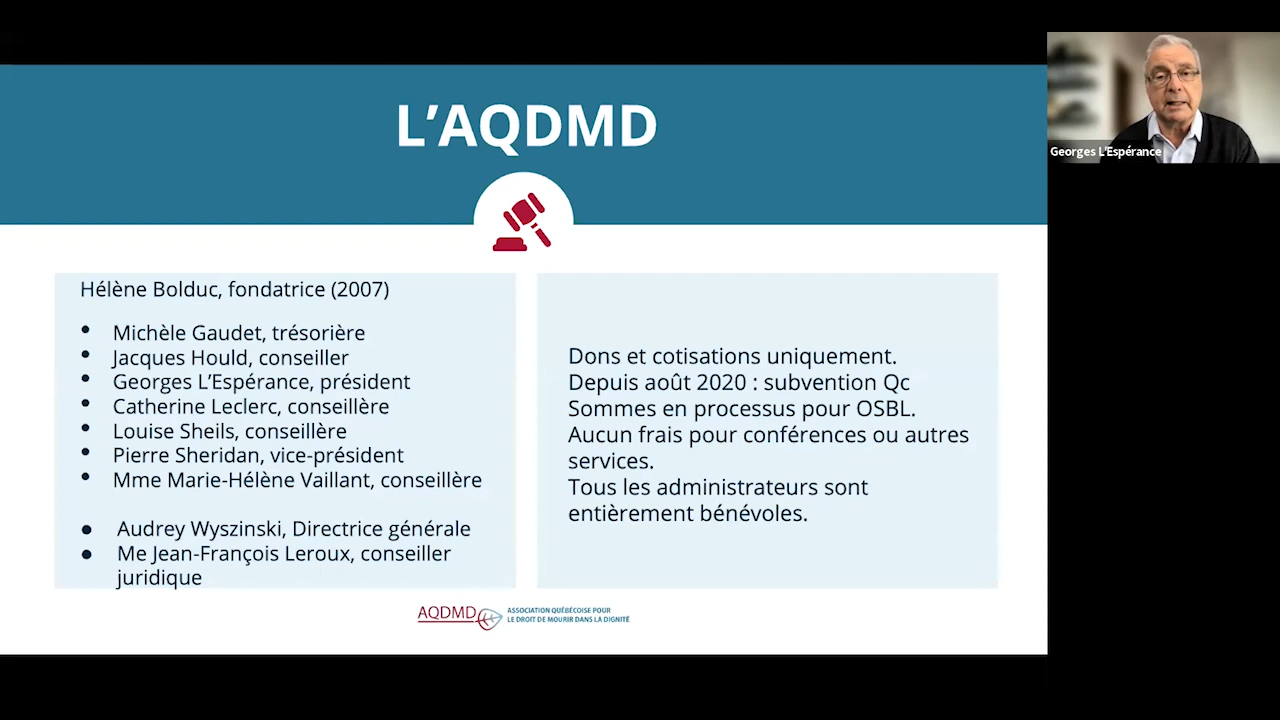 L'AQDMD
Hélène Bolduc, fondatrice (2007)
• Michèle Gaudet, trésorière
• Jacques Hould, conseiller
• Georges L'Espérance, président
• Catherine Leclerc, conseillère
• Louise Sheils, conseillère
• Pierre Sheridan, vice-président
• Mme Marie-Hélène Vaillant, conseillère
● Audrey Wyszinski, Directrice générale
● Me Jean-François Leroux, conseiller
juridique
Dons et cotisations uniquement.
Depuis août 2020 : subvention Qc
Sommes en processus pour OSBL.
Aucun frais pour conférences ou autres
services.
Tous les administrateurs sont
entièrement bénévoles.
AQDMD
ASSOCIATION QUÉBÉCOISE POUR
LE DROIT DE MOURIR DANS LA DIGNITÉ
Georges L'Espérance